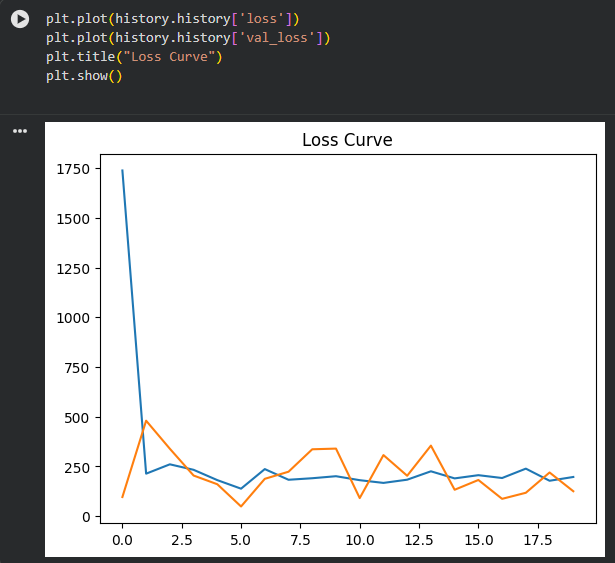 plt.plot(history.history['loss'])
plt.plot(history.history['val_loss'])
plt.title("Loss Curve")
plt.show()
Loss Curve
1750
1500
1250
1000
750
500
250
0
0.0 2.5 5.0 7.5 10.0 12.5 15.0 17.5